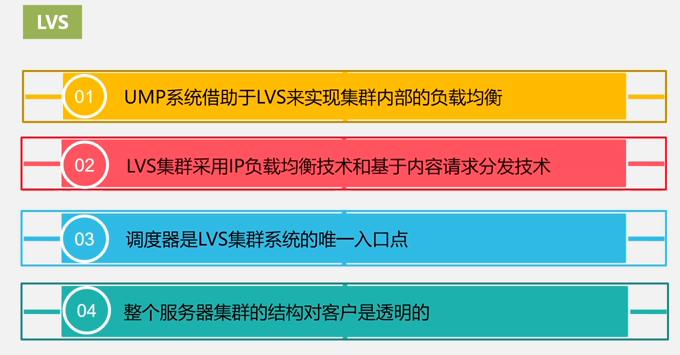 LVS
01 UMP系统借助于LVS来实现集群内部的负载均衡
02 LVS集群采用IP负载均衡技术和基于内容请求分发技术
03 调度器是LVS集群系统的唯一入口点
04 整个服务器集群的结构对客户是透明的